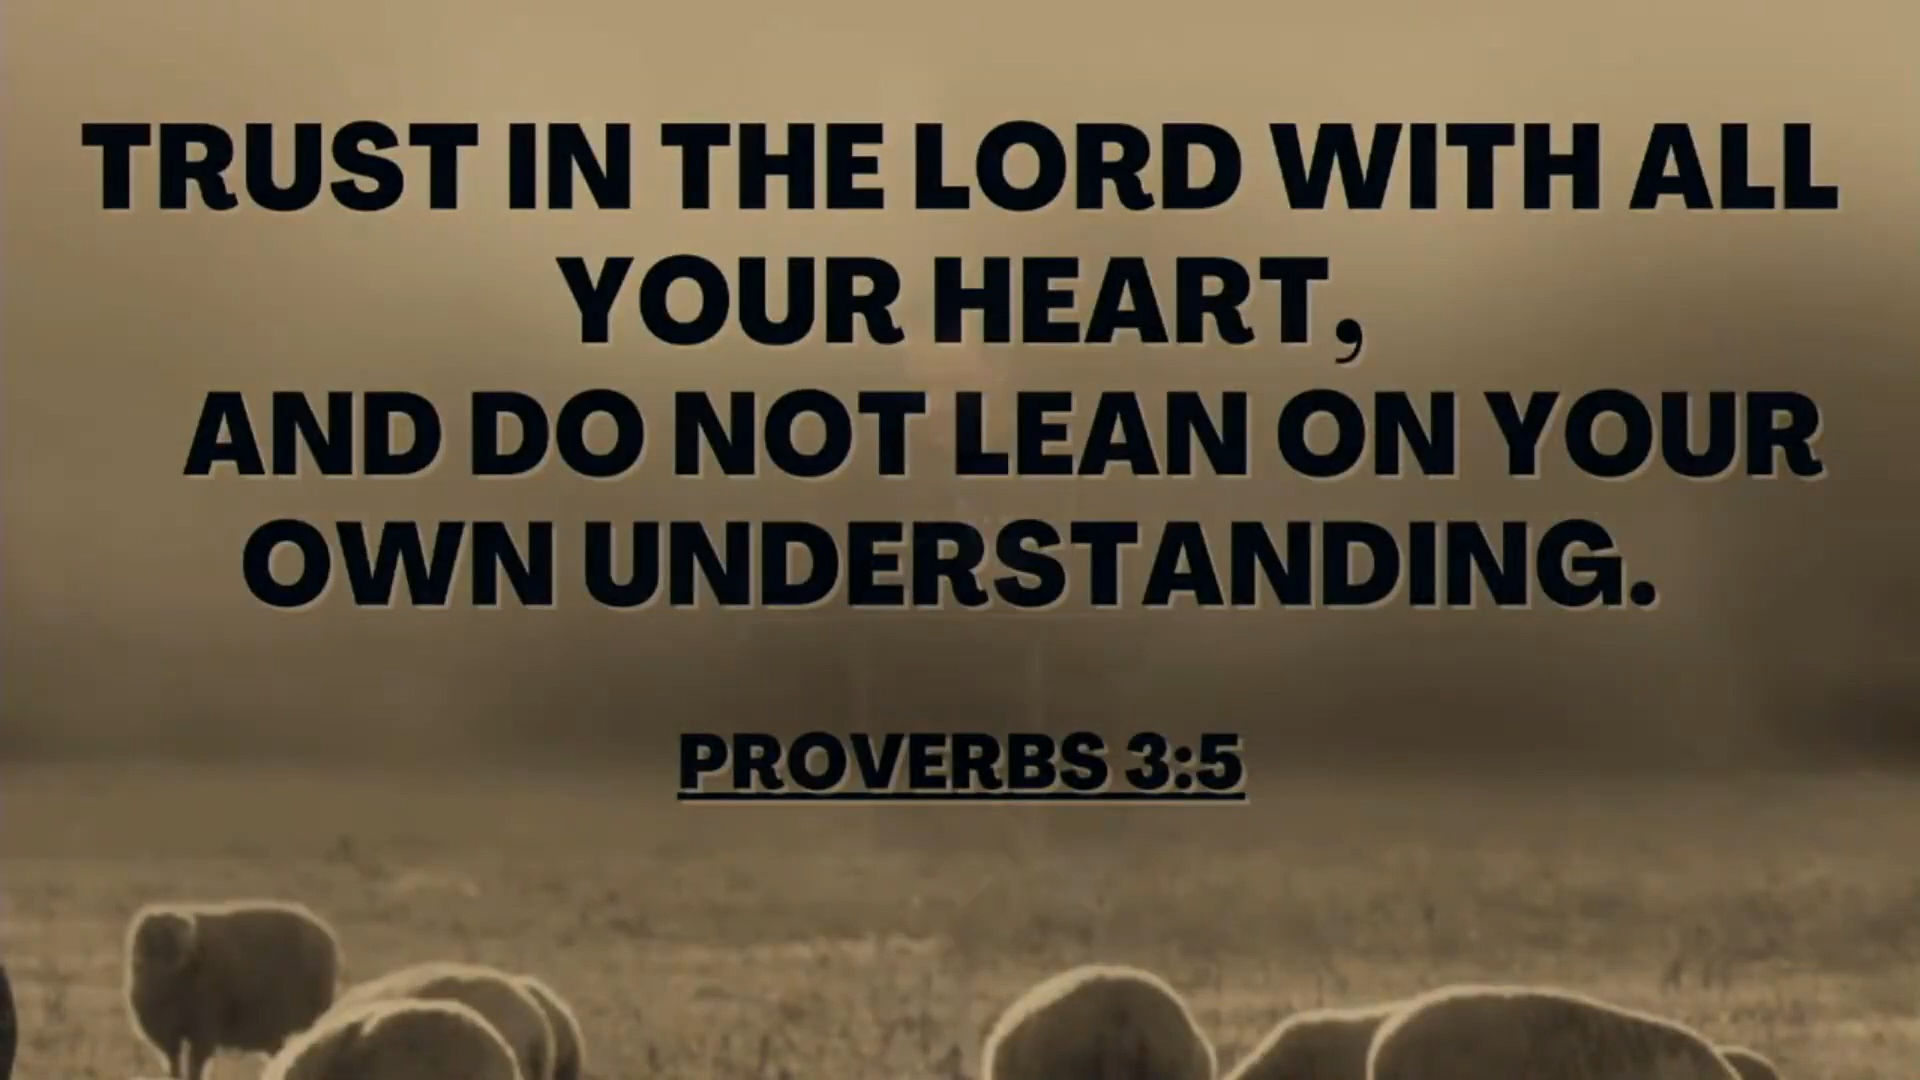 TRUST IN THE LORD WITH ALL
YOUR HEART,
AND DO NOT LEAN ON YOUR
OWN UNDERSTANDING.
PROVERBS 3:5